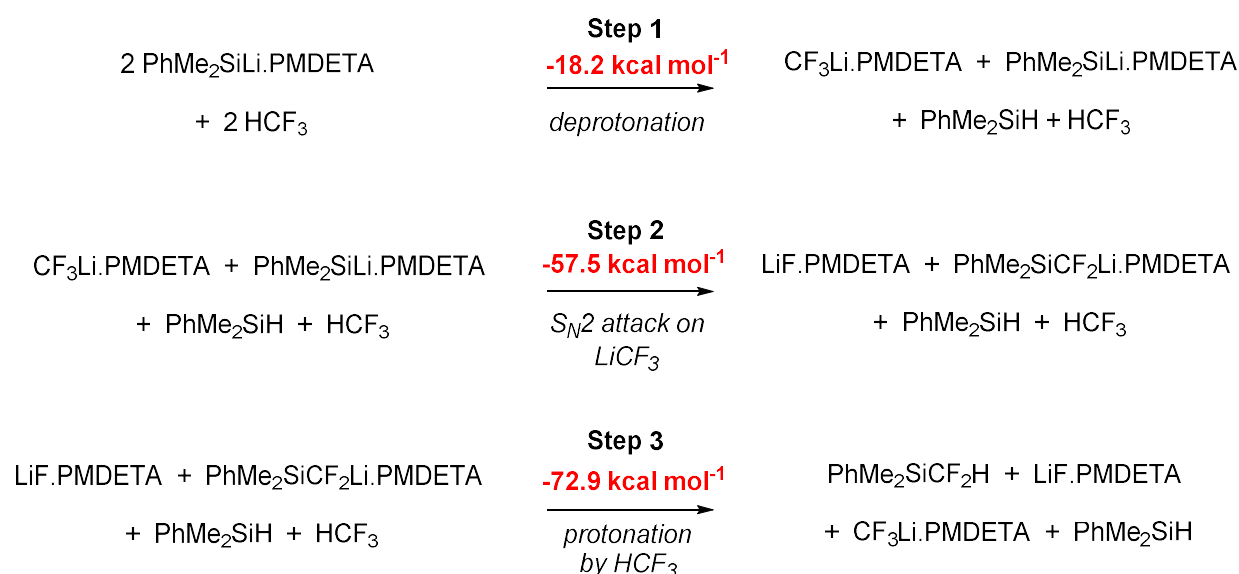 Step 1
2 PhMe₂SiLi.PMDETA
-18.2 kcal mol⁻¹
CF₃Li.PMDETA + PhMe₂SiLi.PMDETA
+ 2 HCF₃
deprotonation
+ PhMe₂SiH + HCF₃
Step 2
CF₃Li.PMDETA + PhMe₂SiLi.PMDETA
-57.5 kcal mol⁻¹
LiF.PMDETA + PhMe₂SiCF₂Li.PMDETA
+ PhMe₂SiH + HCF₃
S_N2 attack on
LiCF₃
+ PhMe₂SiH + HCF₃
Step 3
LiF.PMDETA + PhMe₂SiCF₂Li.PMDETA
-72.9 kcal mol⁻¹
PhMe₂SiCF₂H + LiF.PMDETA
+ PhMe₂SiH + HCF₃
protonation
by HCF₃
+ CF₃Li.PMDETA + PhMe₂SiH